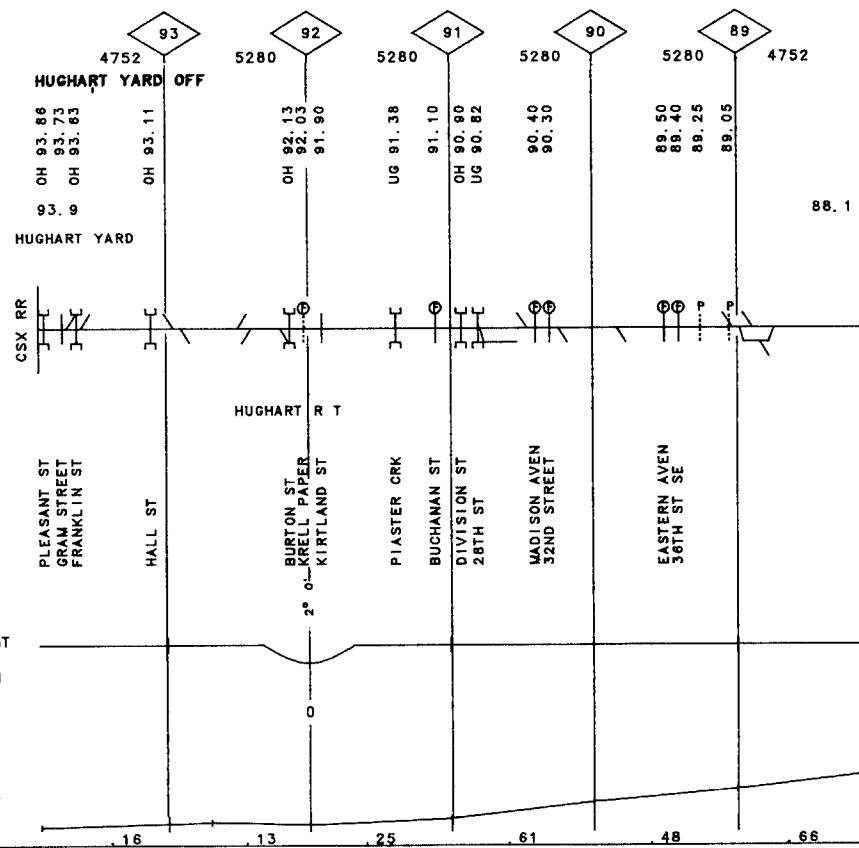 93 92 91 90 89
4752 5280 5280 5280 5280 4752
HUGHART YARD OFF
OH 93.86
93.73
OH 93.63
OH 93.11
OH 92.13
92.03
91.90
UG 91.38
91.10
OH 90.90
UG 90.82
90.40
90.30
89.50
89.40
89.25
89.05
93.9
88.1
HUGHART YARD
CSX RR
F F F F F F P P
HUGHART R T
PLEASANT ST
GRAM STREET
FRANKLIN ST
HALL ST
BURTON ST
KRELL PAPER
KIRTLAND ST
PIASTER CRK
BUCHANAN ST
DIVISION ST
28TH ST
MADISON AVEN
32ND STREET
EASTERN AVEN
36TH ST SE
2° 0'
0
.16 .13 .25 .61 .48 .66